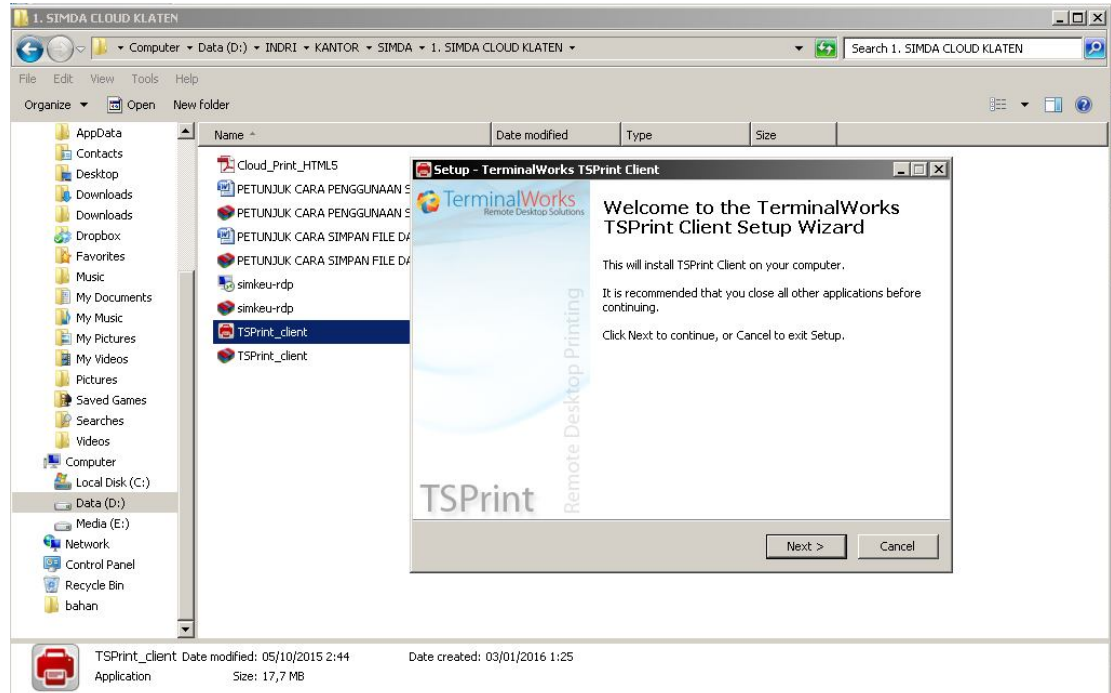 1. SIMDA CLOUD KLATEN
Computer Data (D:) INDRI KANTOR SIMDA 1. SIMDA CLOUD KLATEN
Search 1. SIMDA CLOUD KLATEN
File Edit View Tools Help
Organize Open New folder
Name Date modified Type Size
AppData
Contacts
Desktop
Downloads
Downloads
Dropbox
Favorites
Music
My Documents
My Music
My Pictures
My Videos
Pictures
Saved Games
Searches
Videos
Computer
Local Disk (C:)
Data (D:)
Media (E:)
Network
Control Panel
Recycle Bin
bahan
Cloud_Print_HTML5
PETUNJUK CARA PENGGUNAAN S
PETUNJUK CARA PENGGUNAAN S
PETUNJUK CARA SIMPAN FILE DA
PETUNJUK CARA SIMPAN FILE DA
simkeu-rdp
simkeu-rdp
TSPrint_client
TSPrint_client
Setup - TerminalWorks TSPrint Client
TerminalWorks
Remote Desktop Solutions
Remote Desktop Printing
TSPrint
Welcome to the TerminalWorks
TSPrint Client Setup Wizard
This will install TSPrint Client on your computer.
It is recommended that you close all other applications before
continuing.
Click Next to continue, or Cancel to exit Setup.
Next > Cancel
TSPrint_client Date modified: 05/10/2015 2:44 Date created: 03/01/2016 1:25
Application Size: 17,7 MB